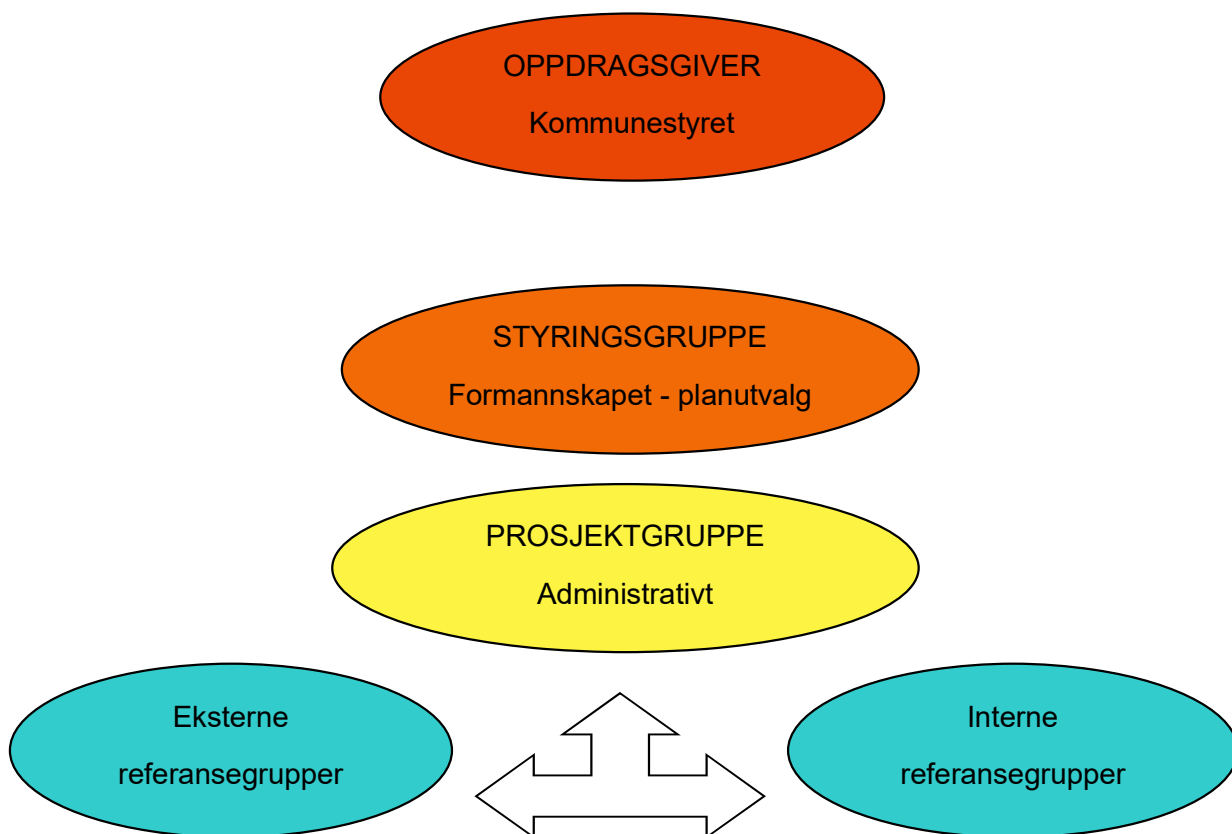 OPPDRAGSGIVER
Kommunestyret
STYRINGSGRUPPE
Formannskapet - planutvalg
PROSJEKTGRUPPE
Administrativt
Eksterne
referansegrupper
Interne
referansegrupper